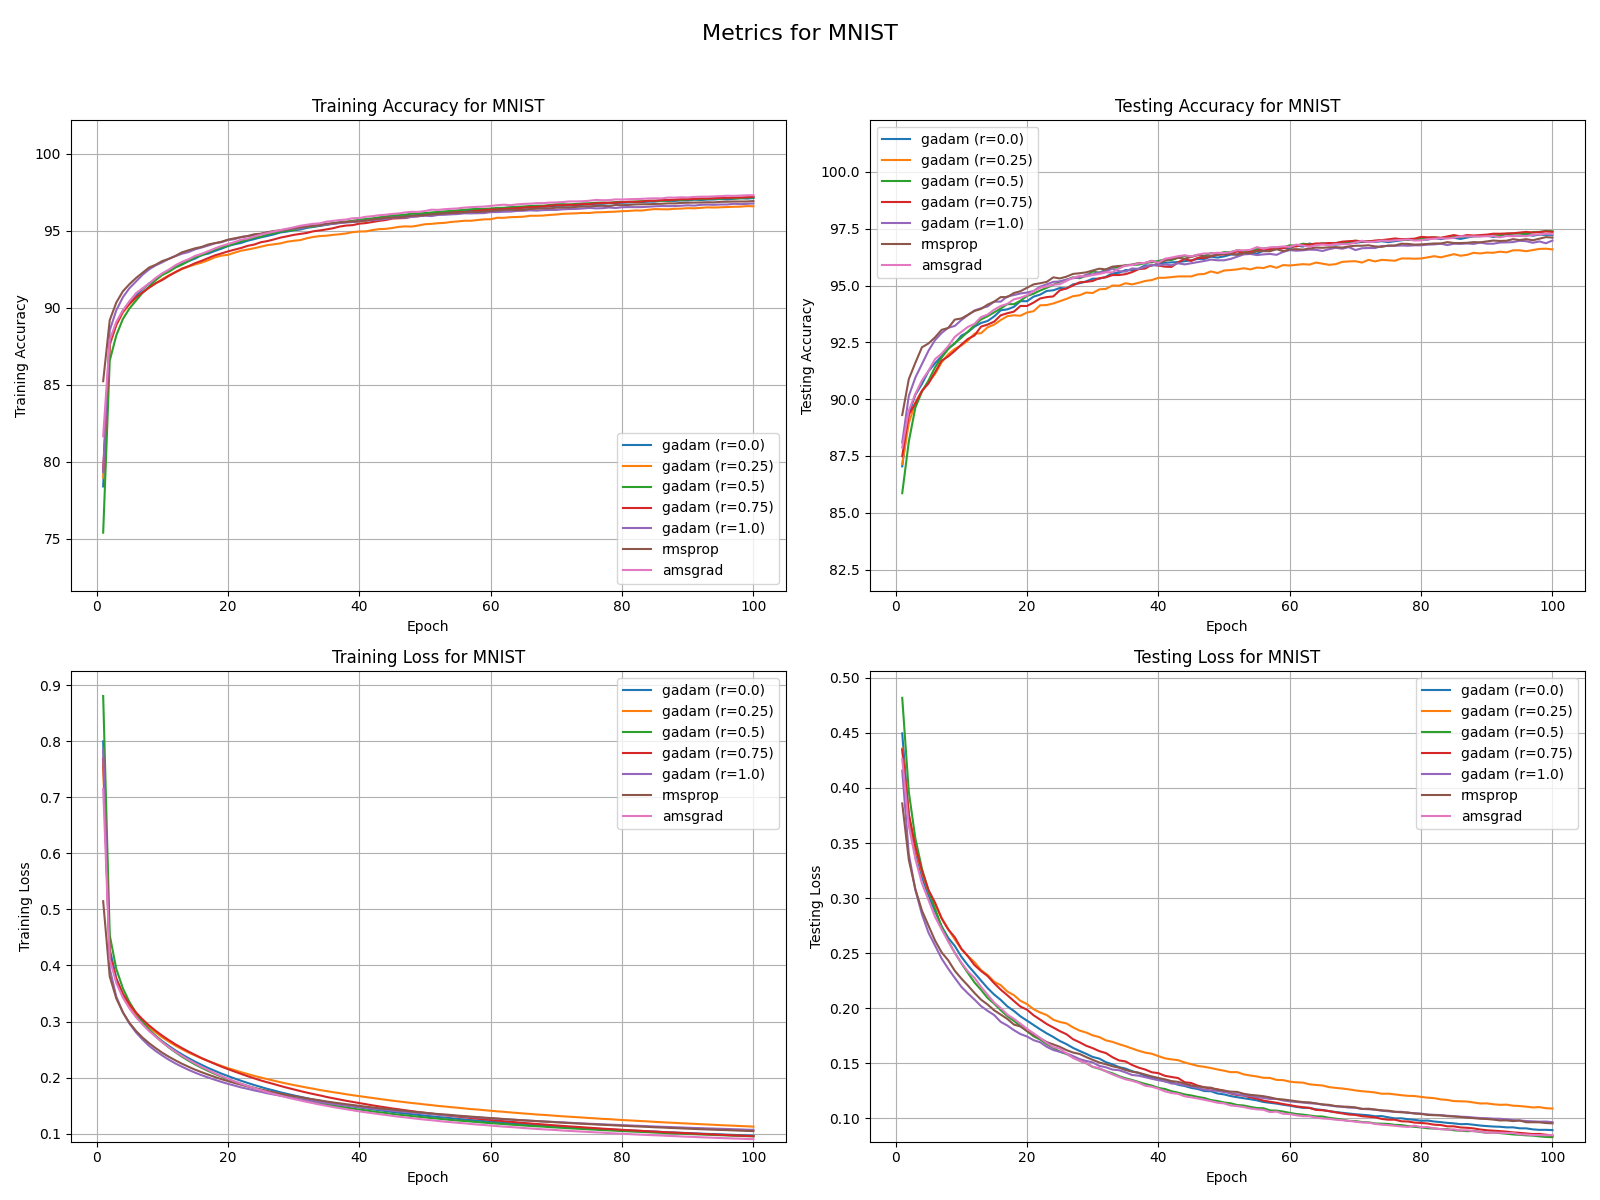 Metrics for MNIST
Training Accuracy for MNIST
Training Accuracy
100
95
90
85
80
75
gadam (r=0.0)
gadam (r=0.25)
gadam (r=0.5)
gadam (r=0.75)
gadam (r=1.0)
rmsprop
amsgrad
0 20 40 60 80 100
Epoch
Testing Accuracy for MNIST
Testing Accuracy
100.0
97.5
95.0
92.5
90.0
87.5
85.0
82.5
gadam (r=0.0)
gadam (r=0.25)
gadam (r=0.5)
gadam (r=0.75)
gadam (r=1.0)
rmsprop
amsgrad
0 20 40 60 80 100
Epoch
Training Loss for MNIST
Training Loss
0.9
0.8
0.7
0.6
0.5
0.4
0.3
0.2
0.1
gadam (r=0.0)
gadam (r=0.25)
gadam (r=0.5)
gadam (r=0.75)
gadam (r=1.0)
rmsprop
amsgrad
0 20 40 60 80 100
Epoch
Testing Loss for MNIST
Testing Loss
0.50
0.45
0.40
0.35
0.30
0.25
0.20
0.15
0.10
gadam (r=0.0)
gadam (r=0.25)
gadam (r=0.5)
gadam (r=0.75)
gadam (r=1.0)
rmsprop
amsgrad
0 20 40 60 80 100
Epoch